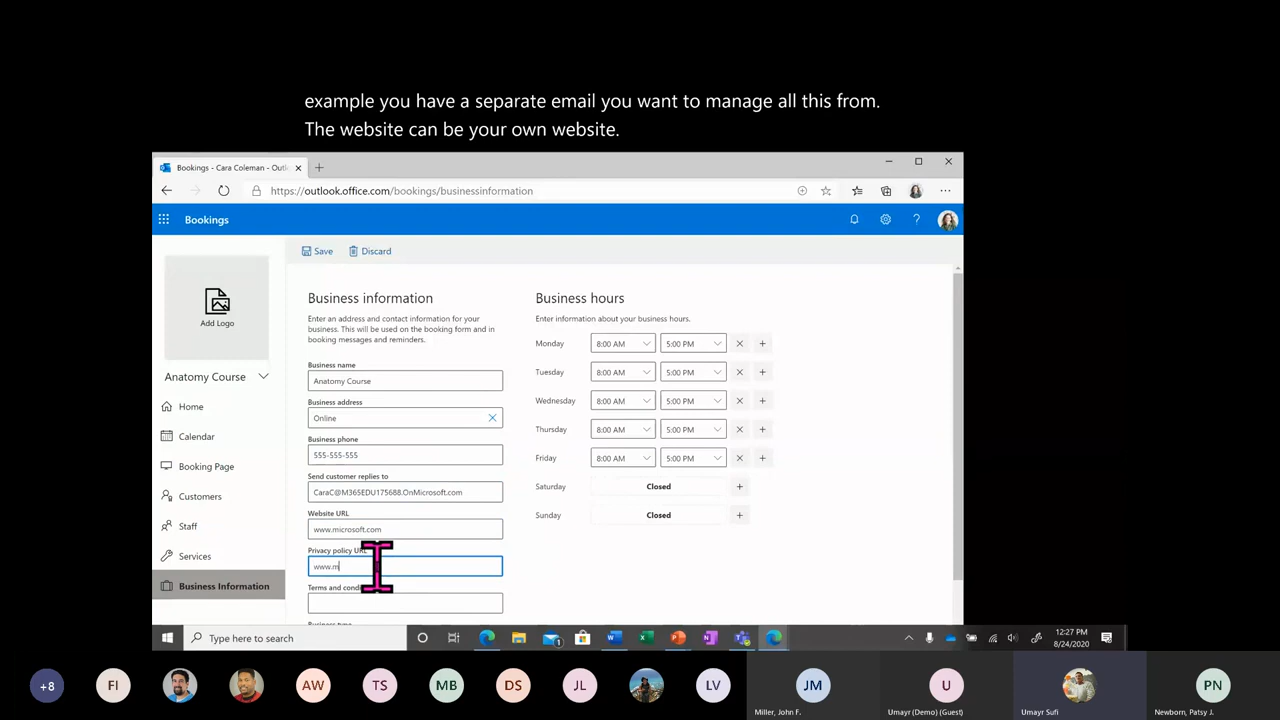 example you have a separate email you want to manage all this from.
The website can be your own website.
Bookings - Cara Coleman - Outl
https://outlook.office.com/bookings/businessinformation
Bookings
Save
Discard
Add Logo
Anatomy Course
Home
Calendar
Booking Page
Customers
Staff
Services
Business Information
Business information
Enter an address and contact information for your
business. This will be used on the booking form and in
booking messages and reminders.
Business name
Anatomy Course
Business address
Online
Business phone
555-555-555
Send customer replies to
CaraC@M365EDU175688.OnMicrosoft.com
Website URL
www.microsoft.com
Privacy policy URL
www.m
Terms and condi
Business type
Business hours
Enter information about your business hours.
Monday 8:00 AM 5:00 PM
Tuesday 8:00 AM 5:00 PM
Wednesday 8:00 AM 5:00 PM
Thursday 8:00 AM 5:00 PM
Friday 8:00 AM 5:00 PM
Saturday Closed
Sunday Closed
Type here to search
12:27 PM
8/24/2020
+8
FI
AW
TS
MB
DS
JL
LV
JM
Miller, John F.
U
Umayr (Demo) (Guest)
Umayr Sufi
PN
Newborn, Patsy J.